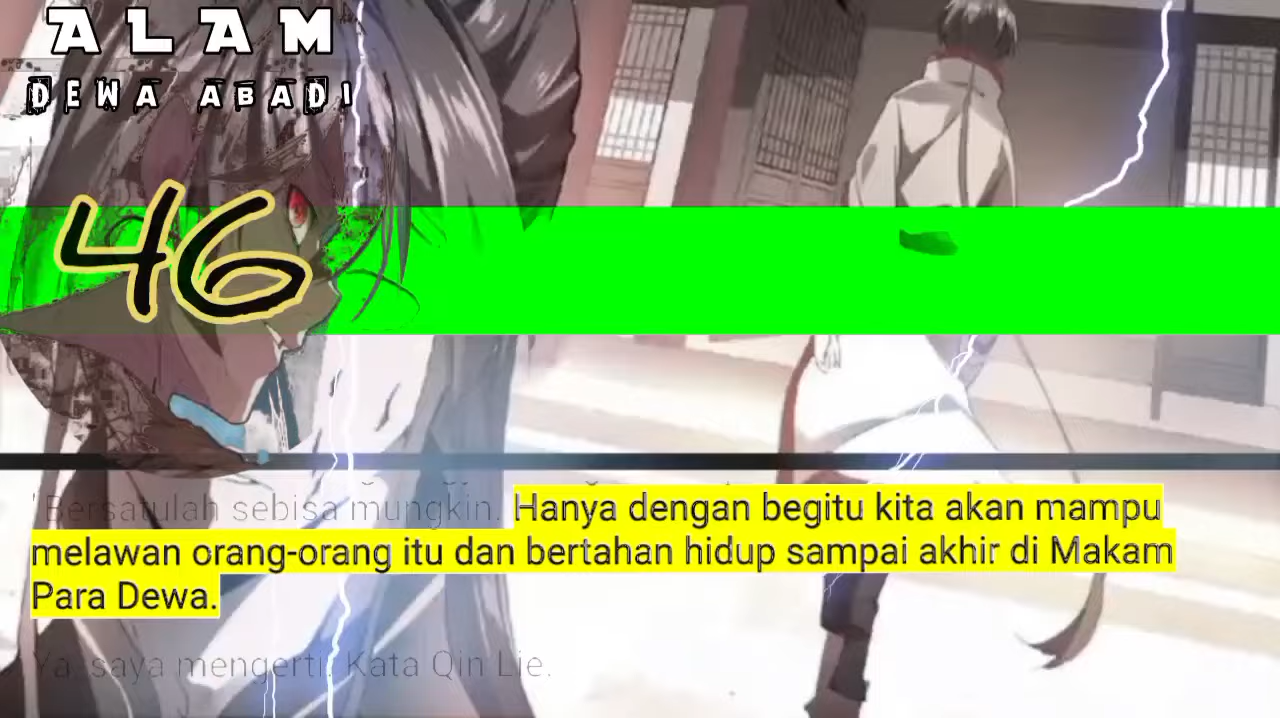 ALAM
DEWA ABADI
46
"Bersatulah sebisa mungkin. Hanya dengan begitu kita akan mampu
melawan orang-orang itu dan bertahan hidup sampai akhir di Makam
Para Dewa.
Ya, saya mengerti. Kata Qin Lie.